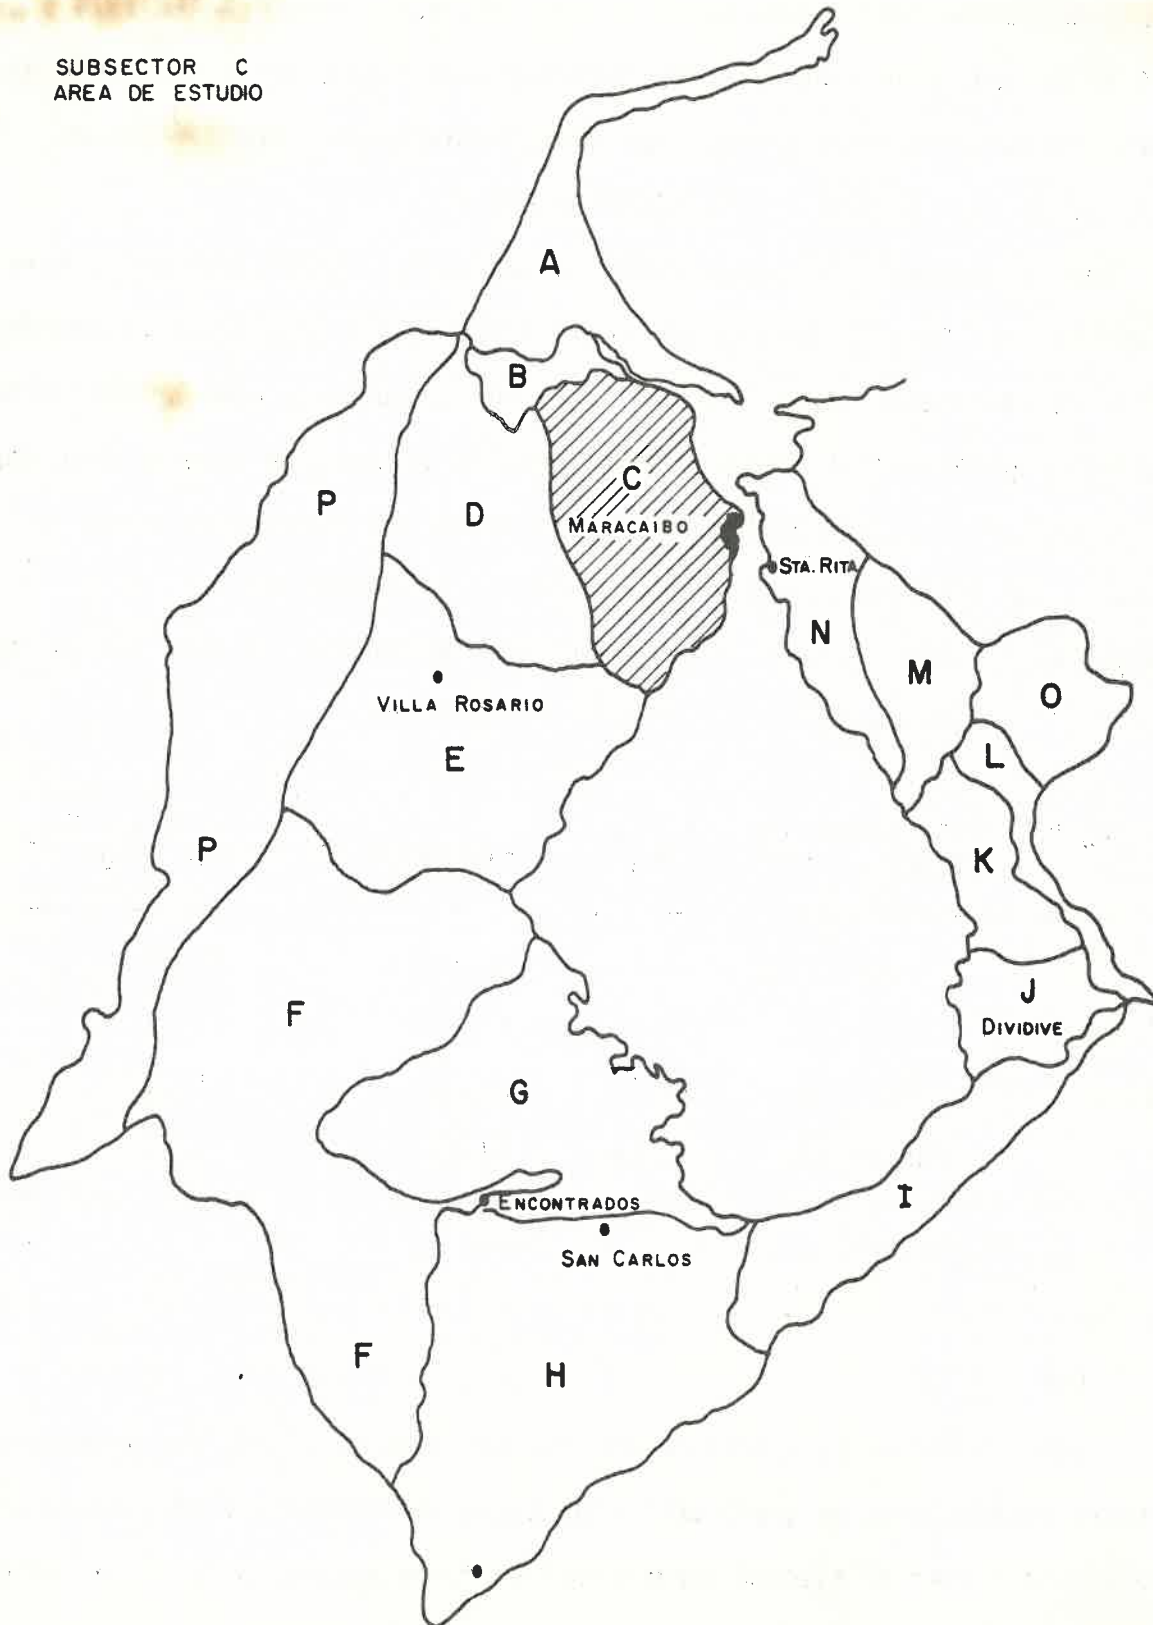 SUBSECTOR C
AREA DE ESTUDIO
A
B
C
P
D
MARACAIBO
STA. RITA
N
M
O
VILLA ROSARIO
E
L
P
K
J
F
DIVIDIVE
G
I
ENCONTRADOS
SAN CARLOS
F
H